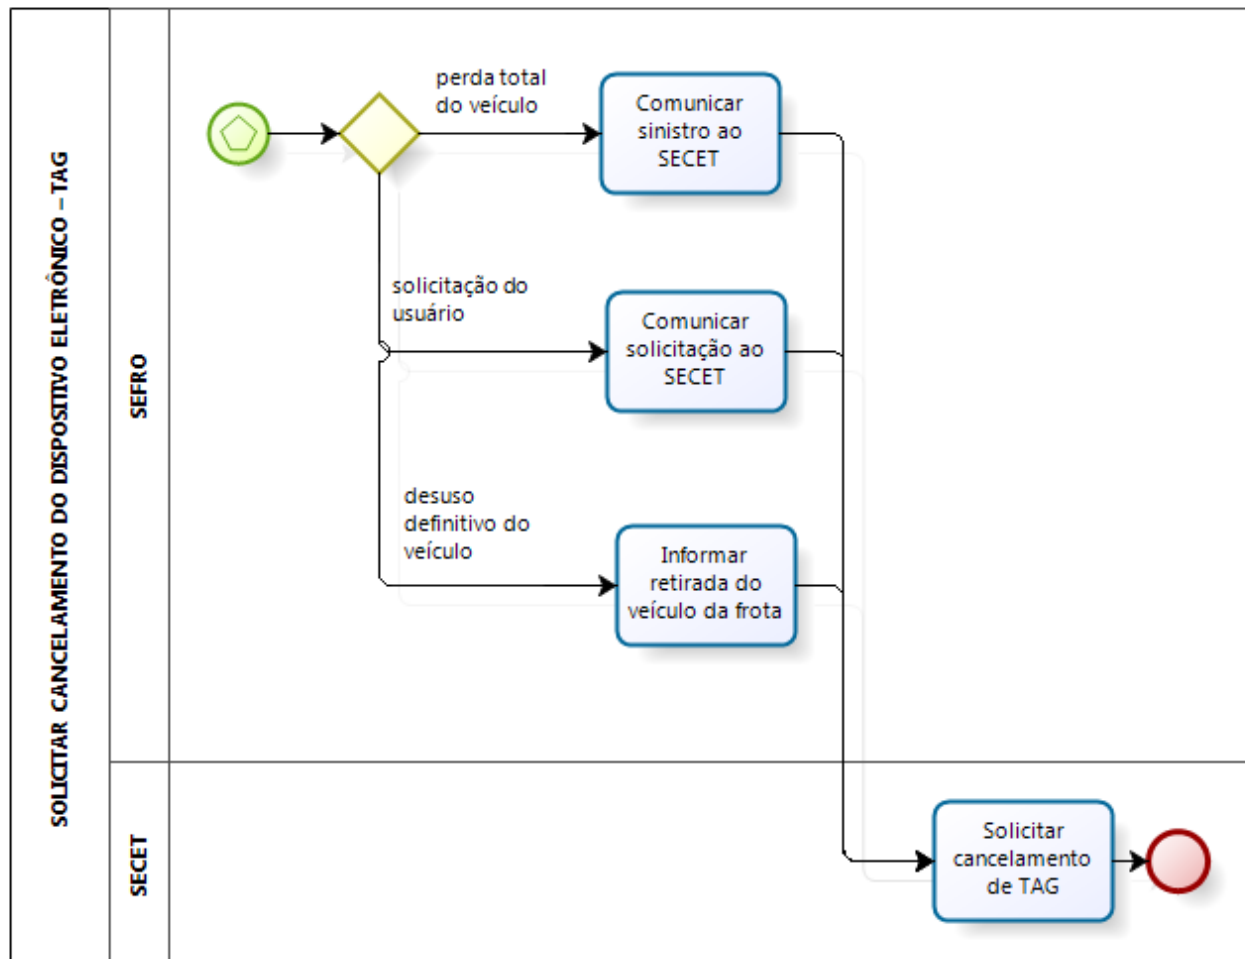 SOLICITAR CANCELAMENTO DO DISPOSITIVO ELETRÔNICO – TAG
SEFRO
perda total
do veículo
Comunicar
sinistro ao
SECET
solicitação do
usuário
Comunicar
solicitação ao
SECET
desuso
definitivo do
veículo
Informar
retirada do
veículo da frota
SECET
Solicitar
cancelamento
de TAG